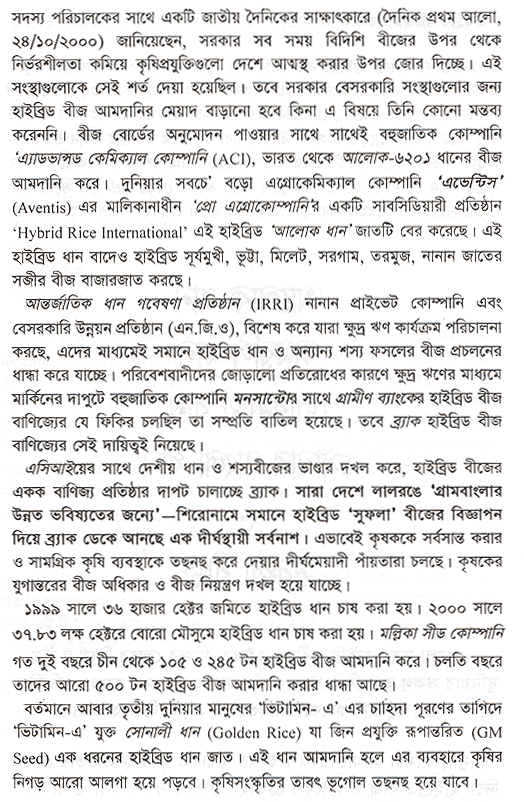 সদস্য পরিচালকের সাথে একটি জাতীয় দৈনিকের সাক্ষাৎকারে (দৈনিক প্রথম আলো,
২৪/১০/২০০০) জানিয়েছেন, সরকার সব সময় বিদিশি বীজের উপর থেকে
নির্ভরশীলতা কমিয়ে কৃষিপ্রযুক্তিগুলো দেশে আত্মস্থ করার উপর জোর দিচ্ছে। এই
সংস্থাগুলোকে সেই শর্ত দেয়া হয়েছিল। তবে সরকার বেসরকারি সংস্থাগুলোর জন্য
হাইব্রিড বীজ আমদানির মেয়াদ বাড়ানো হবে কিনা এ বিষয়ে তিনি কোনো মন্তব্য
করেননি। বীজ বোর্ডের অনুমোদন পাওয়ার সাথে সাথেই বহুজাতিক কোম্পানি
'এ্যাডভান্সড কেমিক্যাল কোম্পানি (ACI), ভারত থেকে আলোক-৬২০১ ধানের বীজ
আমদানি করে। দুনিয়ার সবচে' বড়ো এগ্রোকেমিক্যাল কোম্পানি 'এভেন্টিস'
(Aventis) এর মালিকানাধীন 'প্রো এগ্রোকোম্পানি'র একটি সাবসিডিয়ারী প্রতিষ্ঠান
'Hybrid Rice International' এই হাইব্রিড 'আলোক ধান' জাতটি বের করেছে। এই
হাইব্রিড ধান বাদেও হাইব্রিড সূর্যমুখী, ভূট্টা, মিলেট, সরগাম, তরমুজ, নানান জাতের
সজীর বীজ বাজারজাত করছে।
আন্তর্জাতিক ধান গবেষণা প্রতিষ্ঠান (IRRI) নানান প্রাইভেট কোম্পানি এবং
বেসরকারি উন্নয়ন প্রতিষ্ঠান (এন.জি.ও), বিশেষ করে যারা ক্ষুদ্র ঋণ কার্যক্রম পরিচালনা
করছে, এদের মাধ্যমেই সমানে হাইব্রিড ধান ও অন্যান্য শস্য ফসলের বীজ প্রচলনের
ধান্ধা করে যাচ্ছে। পরিবেশবাদীদের জোড়ালো প্রতিরোধের কারণে ক্ষুদ্র ঋণের মাধ্যমে
মার্কিনের দাপুটে বহুজাতিক কোম্পানি মনসান্টোর সাথে গ্রামীণ ব্যাংকের হাইব্রিড বীজ
বাণিজ্যের যে ফিকির চলছিল তা সম্প্রতি বাতিল হয়েছে। তবে ব্র্যাক হাইব্রিড বীজ
বাণিজ্যের সেই দায়িত্বই নিয়েছে।
এসিআইয়ের সাথে দেশীয় ধান ও শস্যবীজের ভাণ্ডার দখল করে, হাইব্রিড বীজের
একক বাণিজ্য প্রতিষ্ঠার দাপট চালাচ্ছে ব্র্যাক। সারা দেশে লালরঙে 'গ্রামবাংলার
উন্নত ভবিষ্যতের জন্যে'—শিরোনামে সমানে হাইব্রিড 'সুফলা' বীজের বিজ্ঞাপন
দিয়ে ব্র্যাক ডেকে আনছে এক দীর্ঘস্থায়ী সর্বনাশ। এভাবেই কৃষককে সর্বসান্ত করার
ও সামগ্রিক কৃষি ব্যবস্থাকে তছনছ করে দেয়ার দীর্ঘমেয়াদী পাঁয়তারা চলছে। কৃষকের
যুগান্তরের বীজ অধিকার ও বীজ নিয়ন্ত্রণ দখল হয়ে যাচ্ছে।
১৯৯৯ সালে ৩৬ হাজার হেক্টর জমিতে হাইব্রিড ধান চাষ করা হয়। ২০০০ সালে
৩৭.৮৩ লক্ষ হেক্টরে বোরো মৌসুমে হাইব্রিড ধান চাষ করা হয়। মল্লিকা সীড কোম্পানি
গত দুই বছরে চীন থেকে ১০৫ ও ২৪৫ টন হাইব্রিড বীজ আমদানি করে। চলতি বছরে
তাদের আরো ৫০০ টন হাইব্রিড বীজ আমদানি করার ধান্ধা আছে।
বর্তমানে আবার তৃতীয় দুনিয়ার মানুষের 'ভিটামিন- এ' এর চাহিদা পূরণের তাগিদে
'ভিটামিন-এ' যুক্ত সোনালী ধান (Golden Rice) যা জিন প্রযুক্তি রূপান্তরিত (GM
Seed) এক ধরনের হাইব্রিড ধান জাত। এই ধান আমদানি হলে এর ব্যবহারে কৃষির
নিগড় আরো আলগা হয়ে পড়বে। কৃষিসংস্কৃতির তাবৎ ভূগোল তছনছ হয়ে যাবে।